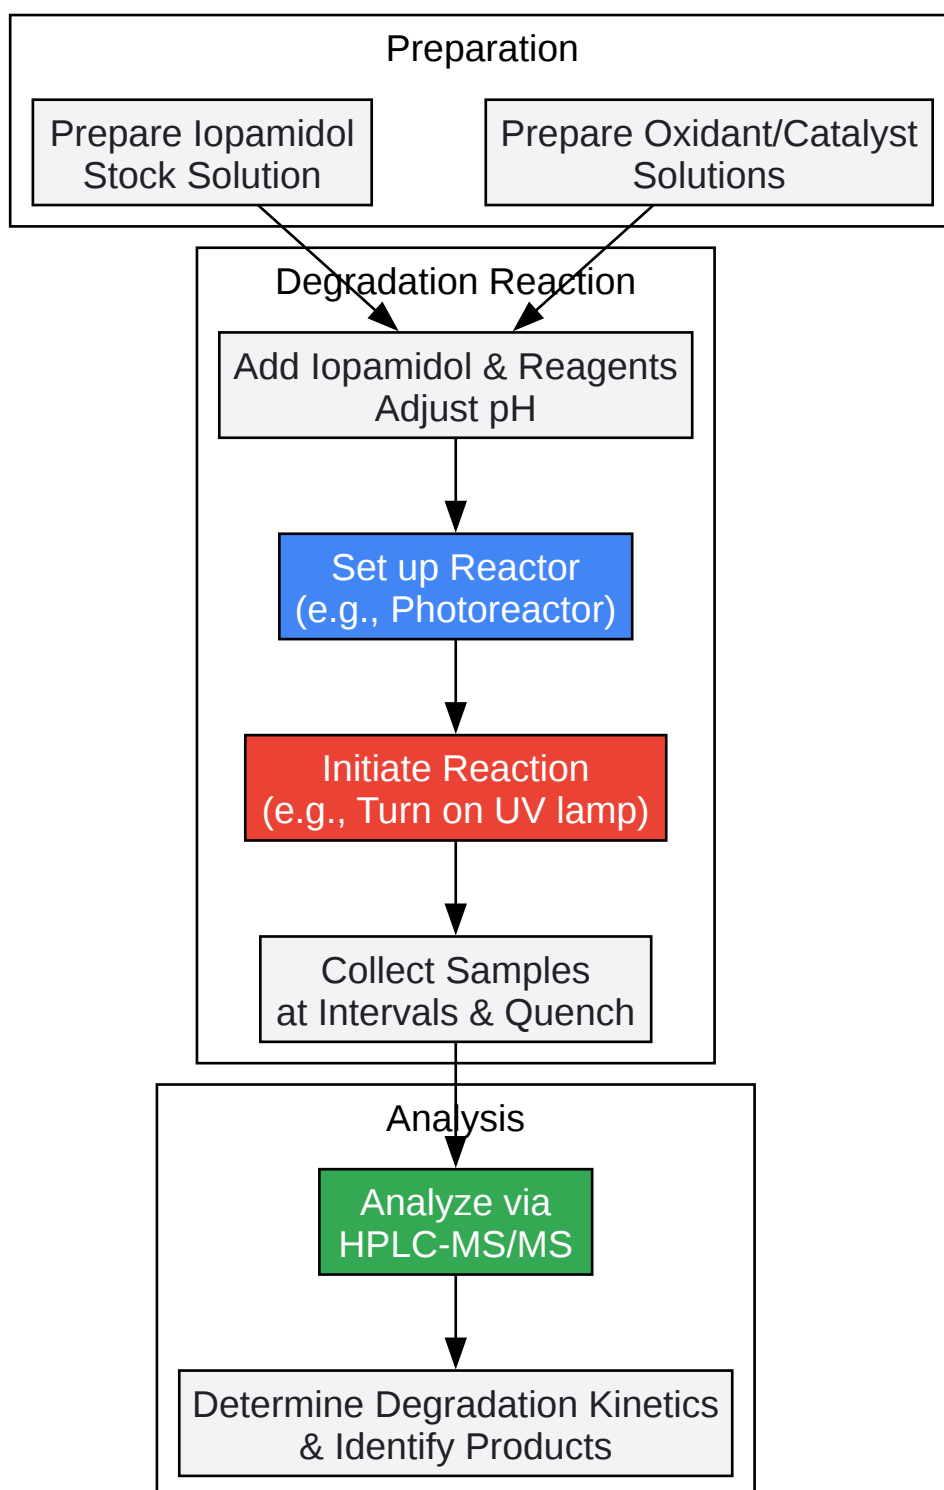 Preparation
Prepare Iopamidol
Stock Solution
Prepare Oxidant/Catalyst
Solutions
Degradation Reaction
Add Iopamidol & Reagents
Adjust pH
Set up Reactor
(e.g., Photoreactor)
Initiate Reaction
(e.g., Turn on UV lamp)
Collect Samples
at Intervals & Quench
Analysis
Analyze via
HPLC-MS/MS
Determine Degradation Kinetics
& Identify Products